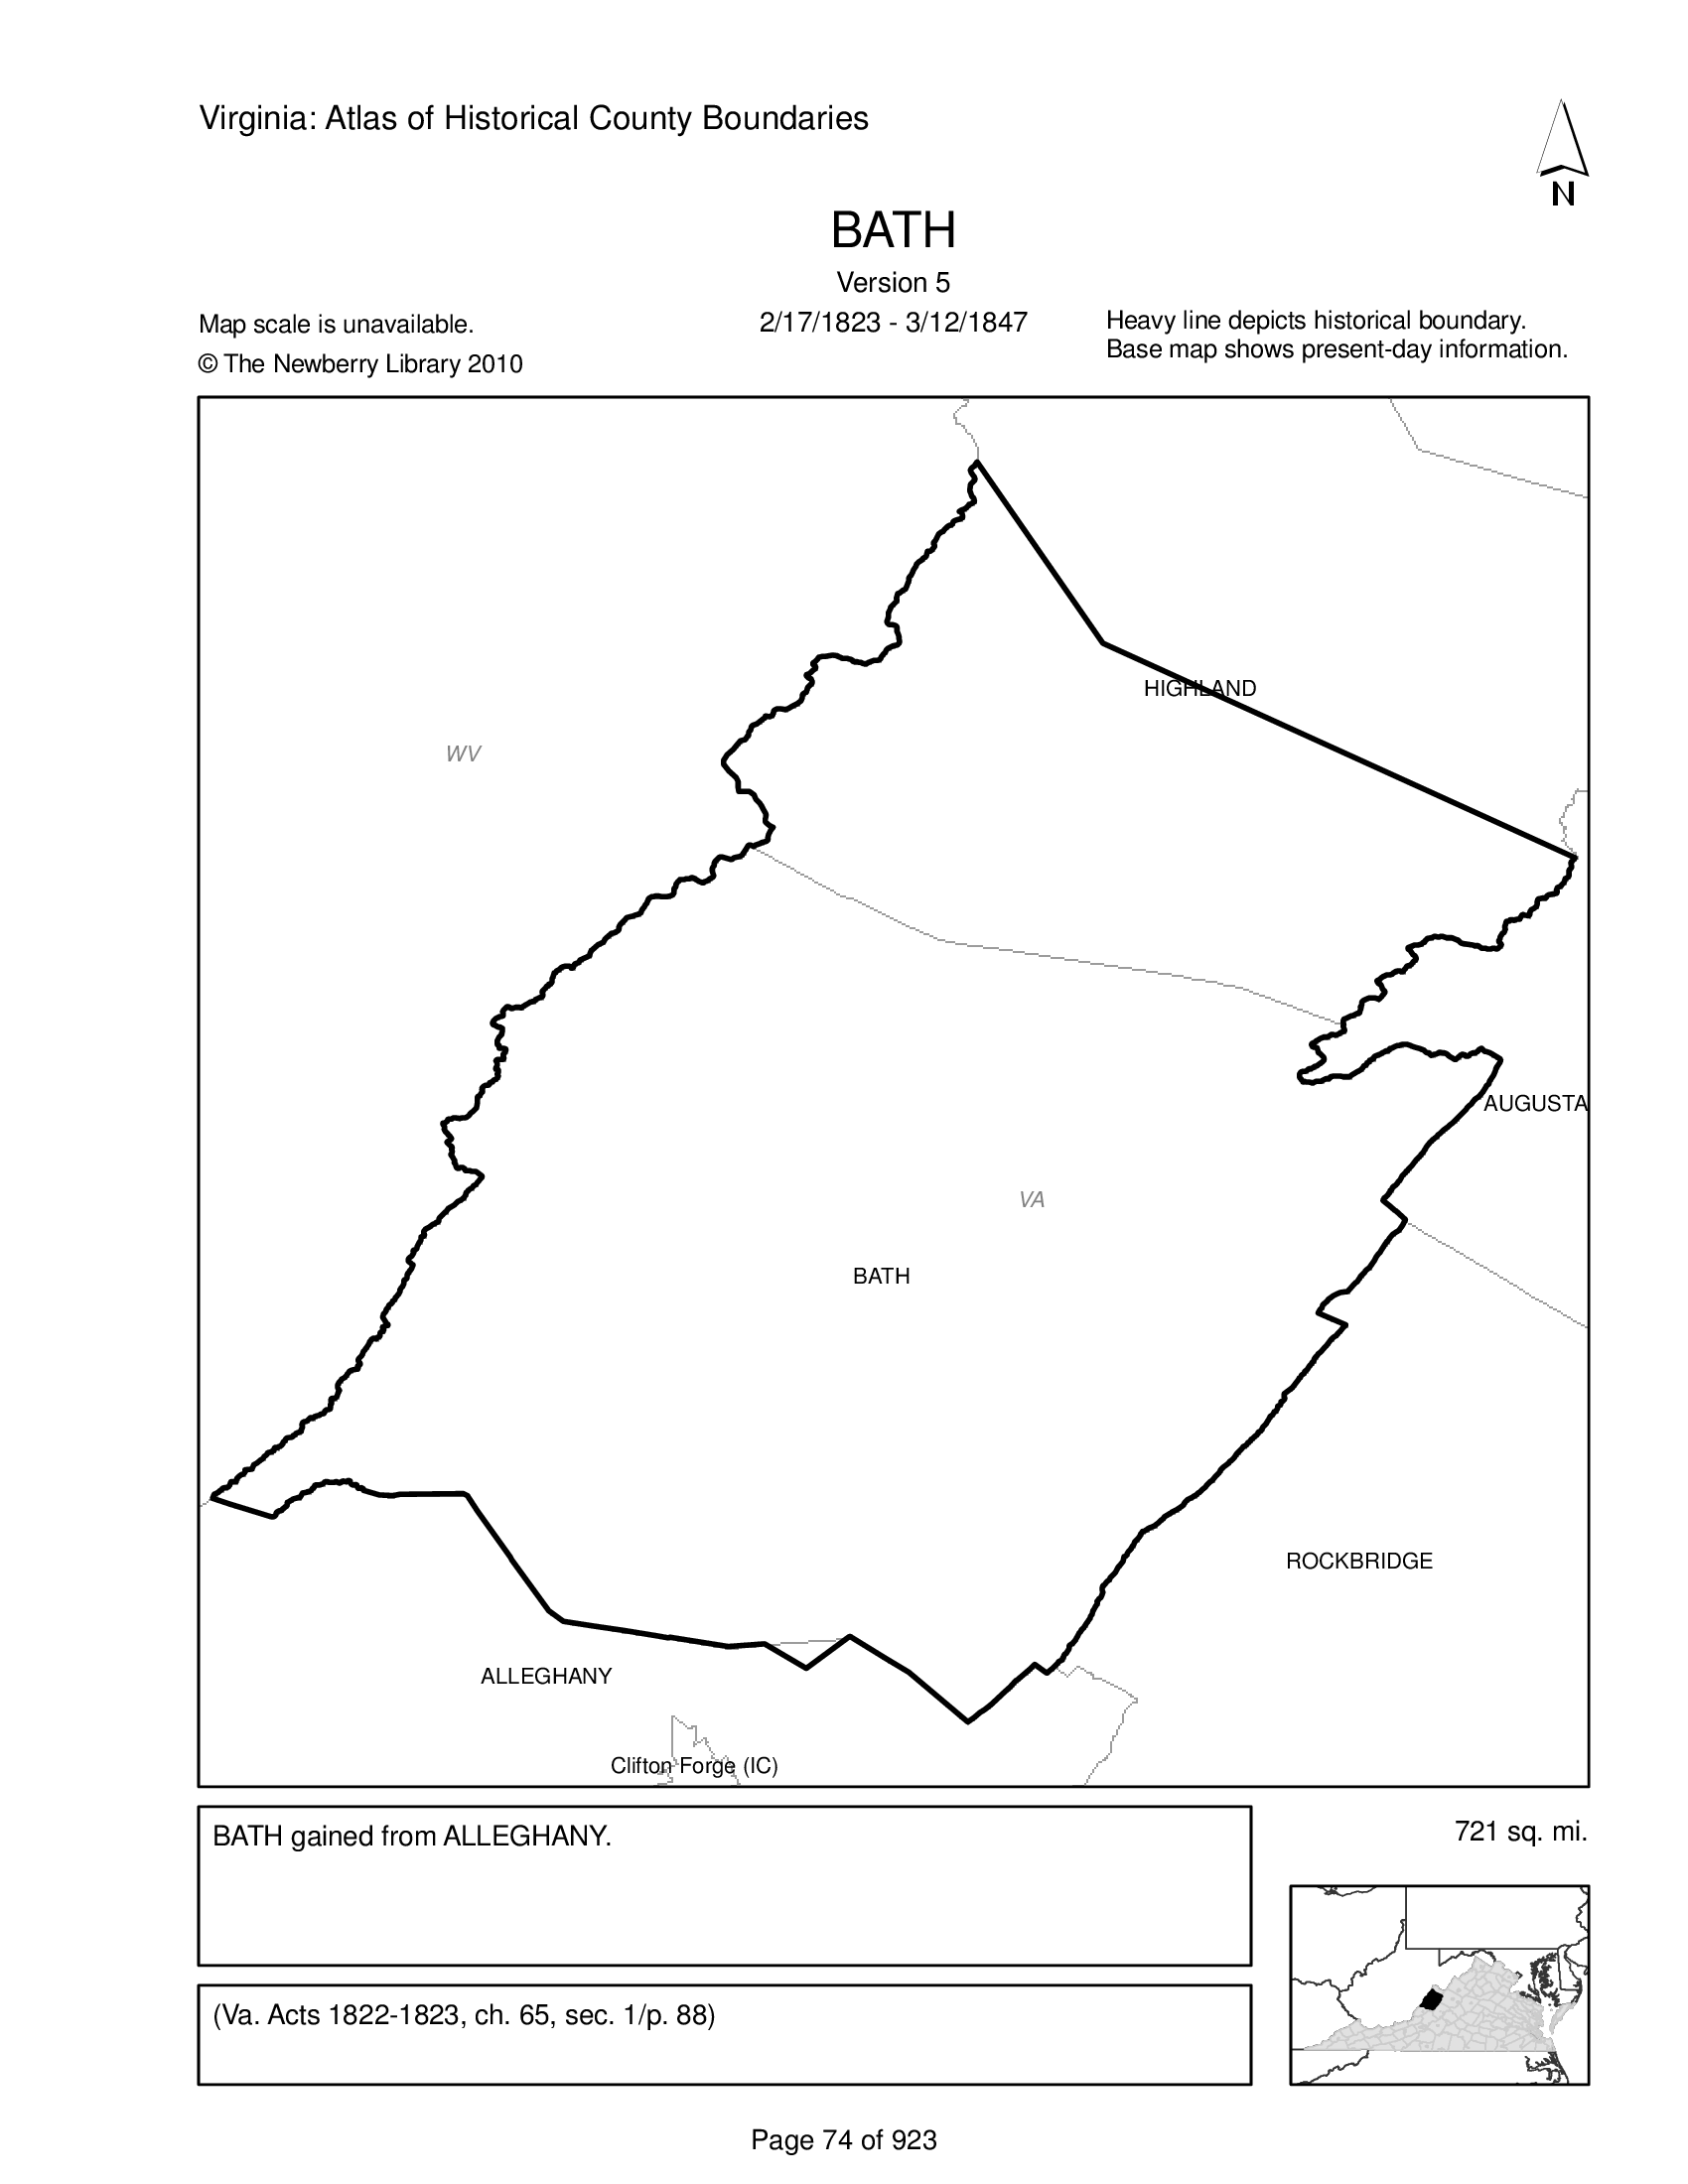 Virginia: Atlas of Historical County Boundaries
N
BATH
Version 5
2/17/1823 - 3/12/1847
Map scale is unavailable.
© The Newberry Library 2010
Heavy line depicts historical boundary.
Base map shows present-day information.
HIGHLAND
WV
AUGUSTA
VA
BATH
ROCKBRIDGE
ALLEGHANY
Clifton Forge (IC)
BATH gained from ALLEGHANY.
721 sq. mi.
(Va. Acts 1822-1823, ch. 65, sec. 1/p. 88)
Page 74 of 923